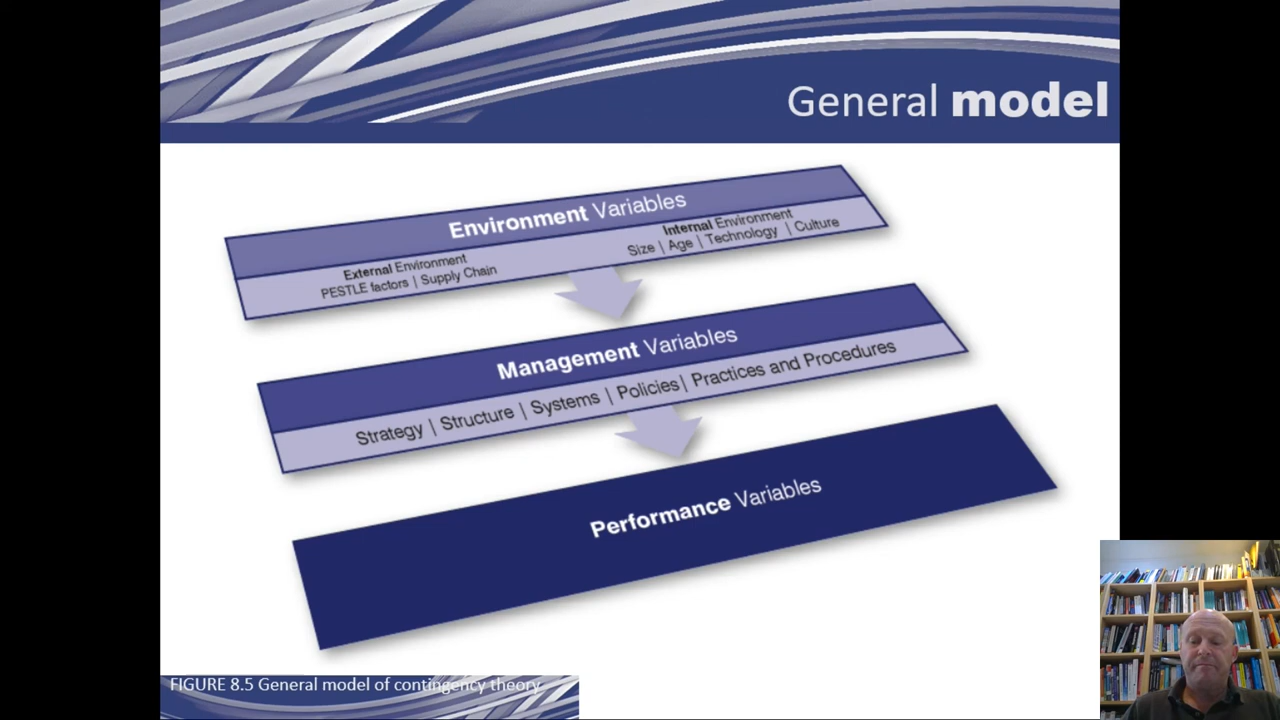 General model
Environment Variables
External Environment
PESTLE factors | Supply Chain
Internal Environment
Size | Age | Technology | Culture
Management Variables
Strategy | Structure | Systems | Policies| Practices and Procedures
Performance Variables
FIGURE 8.5 General model of contingency theory